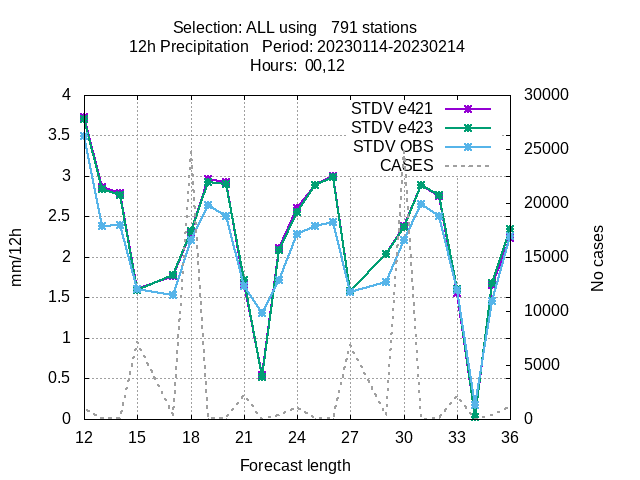 Selection: ALL using   791 stations
12h Precipitation   Period: 20230114-20230214
Hours:  00,12
STDV e421
STDV e423
STDV OBS
CASES
4
3.5
3
2.5
2
1.5
1
0.5
0
30000
25000
20000
15000
10000
5000
0
mm/12h
No cases
12 15 18 21 24 27 30 33 36
Forecast length